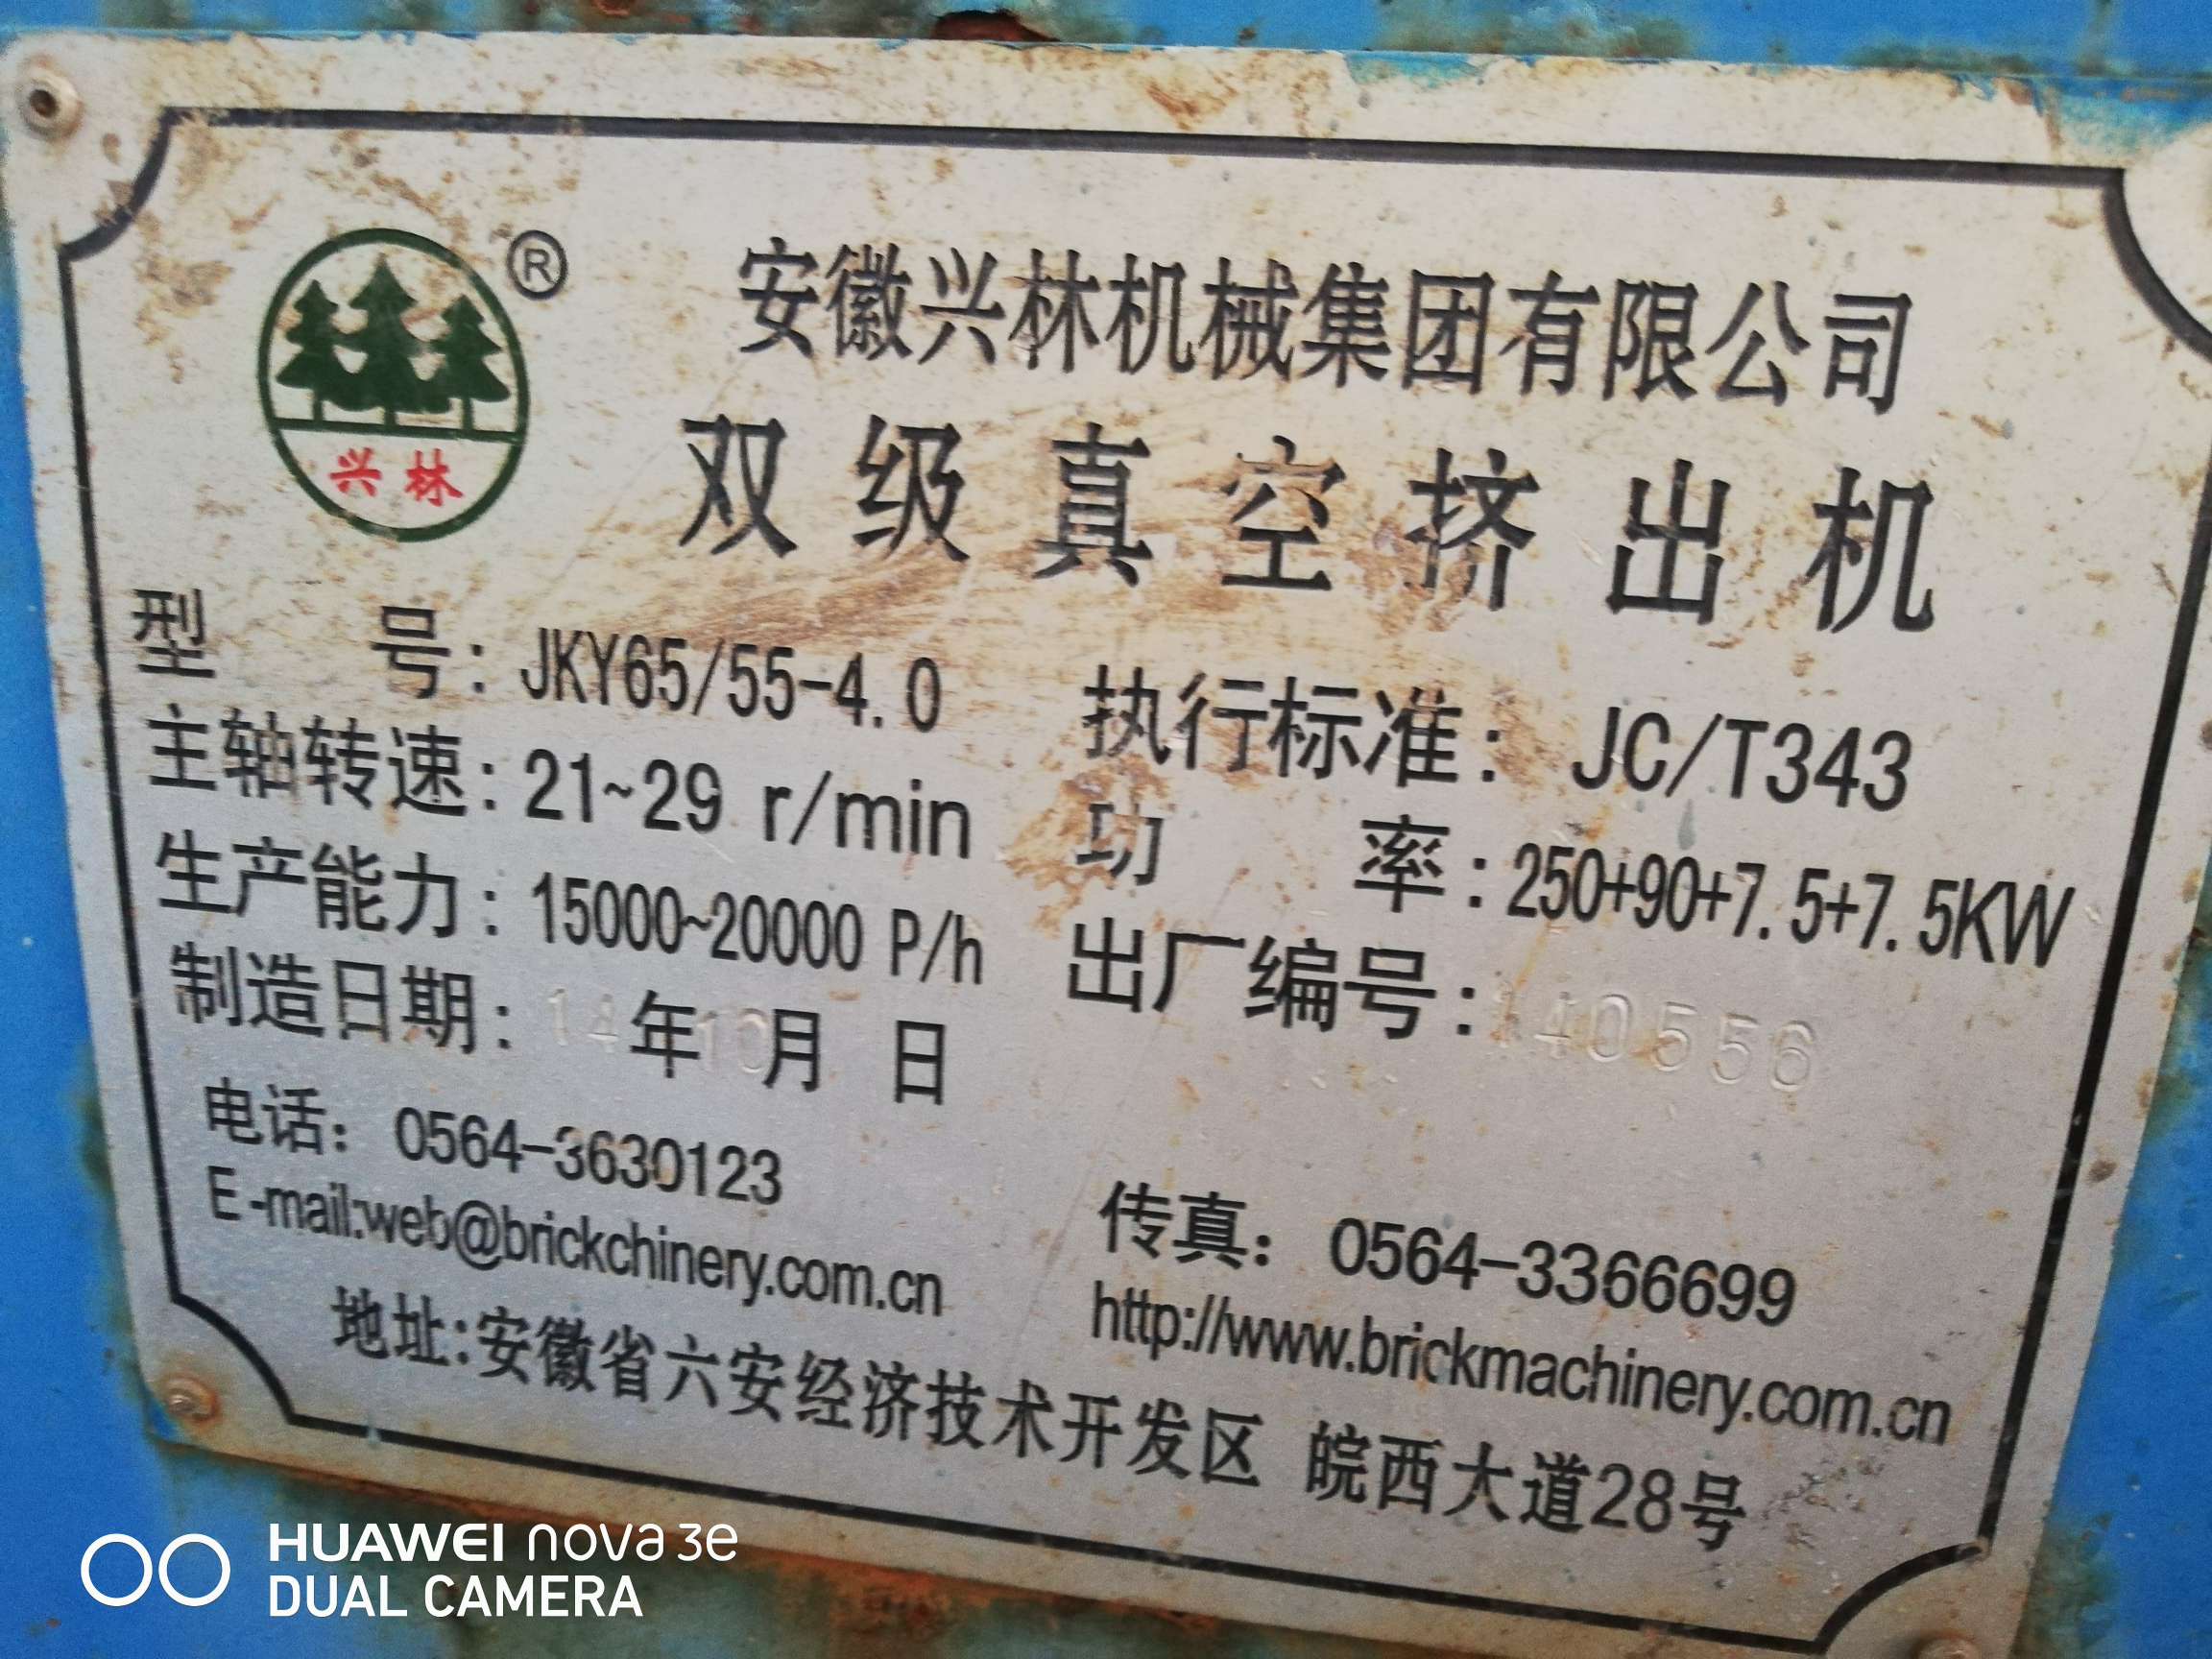 ®
兴林
安徽兴林机械集团有限公司
双级真空挤出机
型 号: JKY65/55-4.0 执行标准: JC/T343
主轴转速: 21~29 r/min 功 率: 250+90+7.5+7.5KW
生产能力: 15000~20000 P/h 出厂编号: 140556
制造日期: 14年10月 日
电话: 0564-3630123 传真: 0564-3366699
E-mail:web@brickchinery.com.cn http://www.brickmachinery.com.cn
地址:安徽省六安经济技术开发区 皖西大道28号
HUAWEI nova 3e
DUAL CAMERA